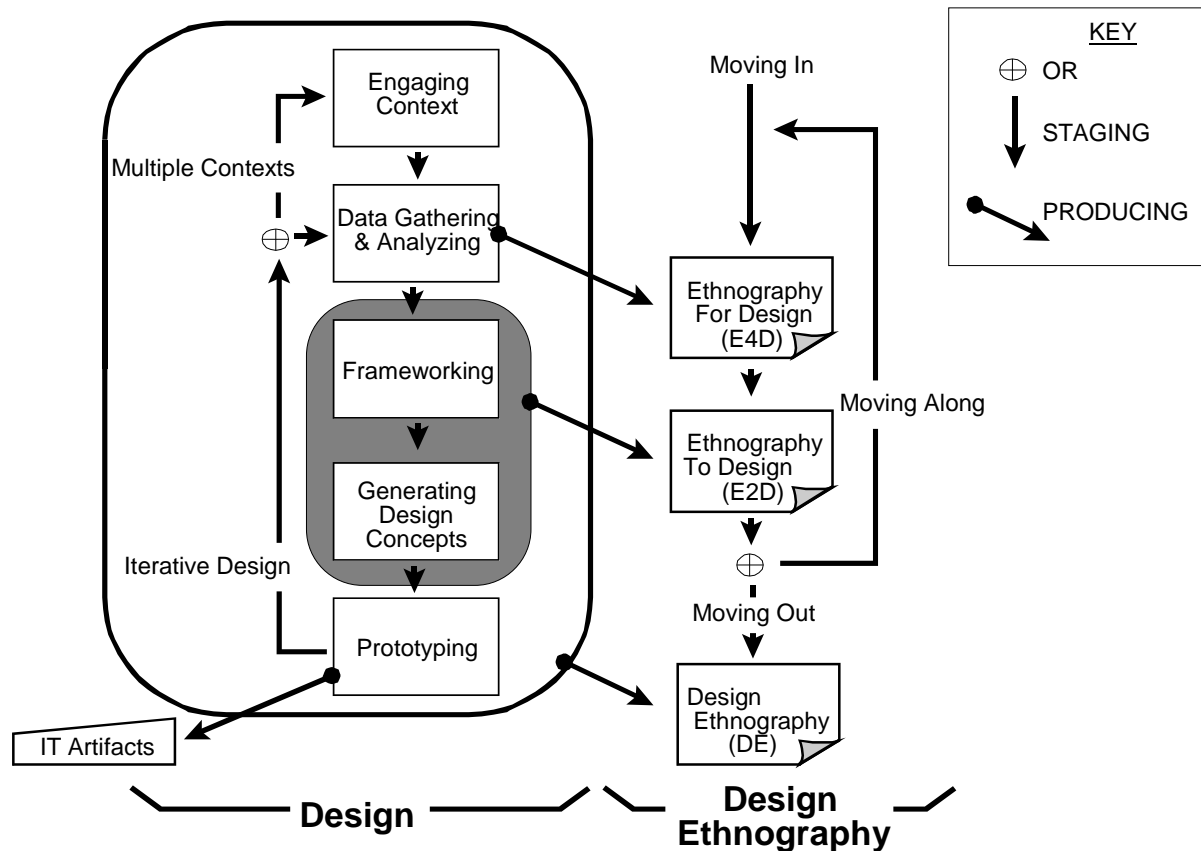 Engaging
Context
Multiple Contexts
Data Gathering
& Analyzing
Frameworking
Generating
Design
Concepts
Iterative Design
Prototyping
IT Artifacts
Design
Moving In
Ethnography
For Design
(E4D)
Moving Along
Ethnography
To Design
(E2D)
Moving Out
Design
Ethnography
(DE)
Design
Ethnography
KEY
OR
STAGING
PRODUCING